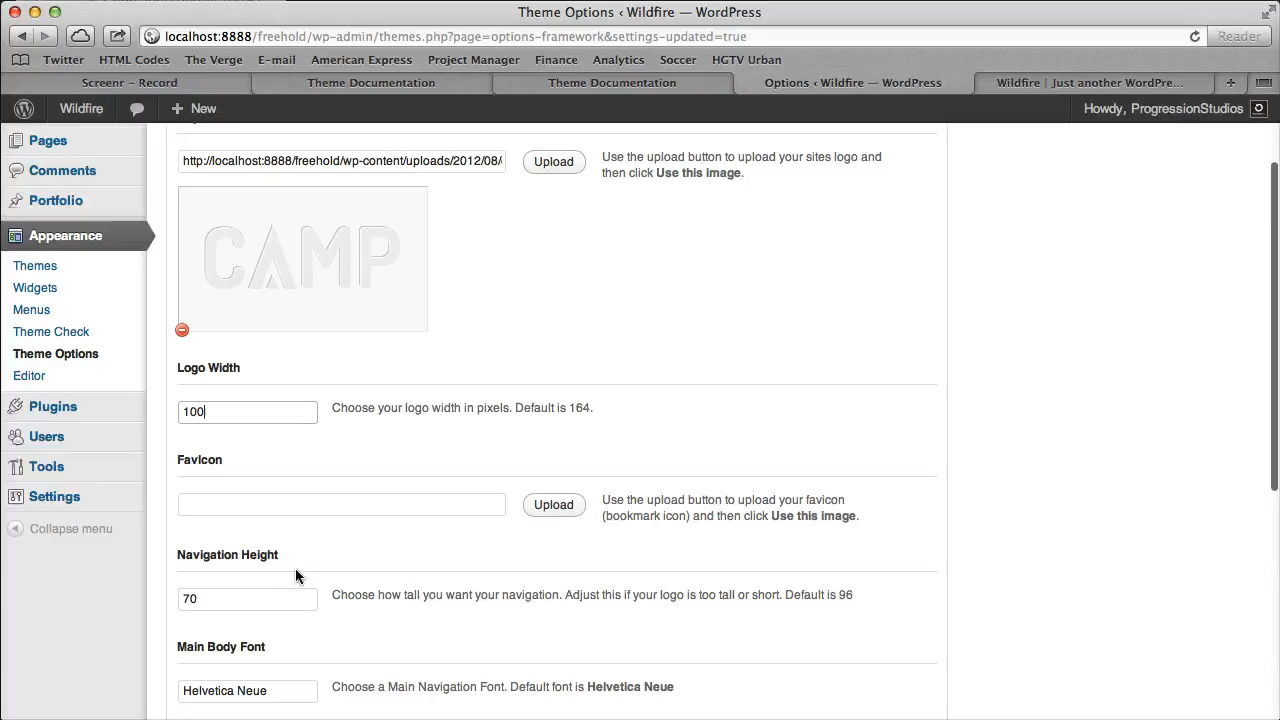 Theme Options ‹ Wildfire — WordPress
localhost:8888/freehold/wp-admin/themes.php?page=options-framework&settings-updated=true
Reader
Twitter HTML Codes The Verge E-mail American Express Project Manager Finance Analytics Soccer HGTV Urban
Screenr – Record
Theme Documentation
Theme Documentation
Options ‹ Wildfire — WordPress
Wildfire | Just another WordPre...
Wildfire
+ New
Howdy, ProgressionStudios
Pages
Comments
Portfolio
Appearance
Themes
Widgets
Menus
Theme Check
Theme Options
Editor
Plugins
Users
Tools
Settings
Collapse menu
http://localhost:8888/freehold/wp-content/uploads/2012/08/
Upload
Use the upload button to upload your sites logo and
then click Use this image.
CAMP
Logo Width
100
Choose your logo width in pixels. Default is 164.
FavIcon
Upload
Use the upload button to upload your favicon
(bookmark icon) and then click Use this image.
Navigation Height
70
Choose how tall you want your navigation. Adjust this if your logo is too tall or short. Default is 96
Main Body Font
Helvetica Neue
Choose a Main Navigation Font. Default font is Helvetica Neue